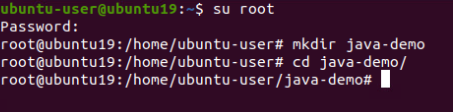 ubuntu-user@ubuntu19:~$ su root
Password:
root@ubuntu19:/home/ubuntu-user# mkdir java-demo
root@ubuntu19:/home/ubuntu-user# cd java-demo/
root@ubuntu19:/home/ubuntu-user/java-demo#